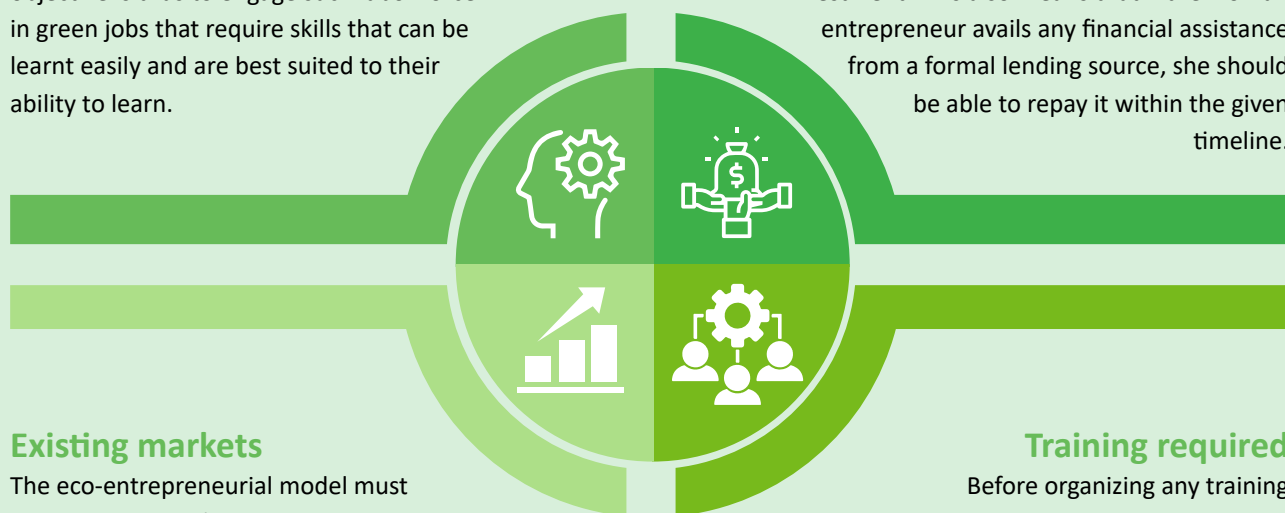 in green jobs that require skills that can be
learnt easily and are best suited to their
ability to learn.
entrepreneur avails any financial assistance
from a formal lending source, she should
be able to repay it within the given
timeline.
$
Existing markets
The eco-entrepreneurial model must
Training required
Before organizing any training